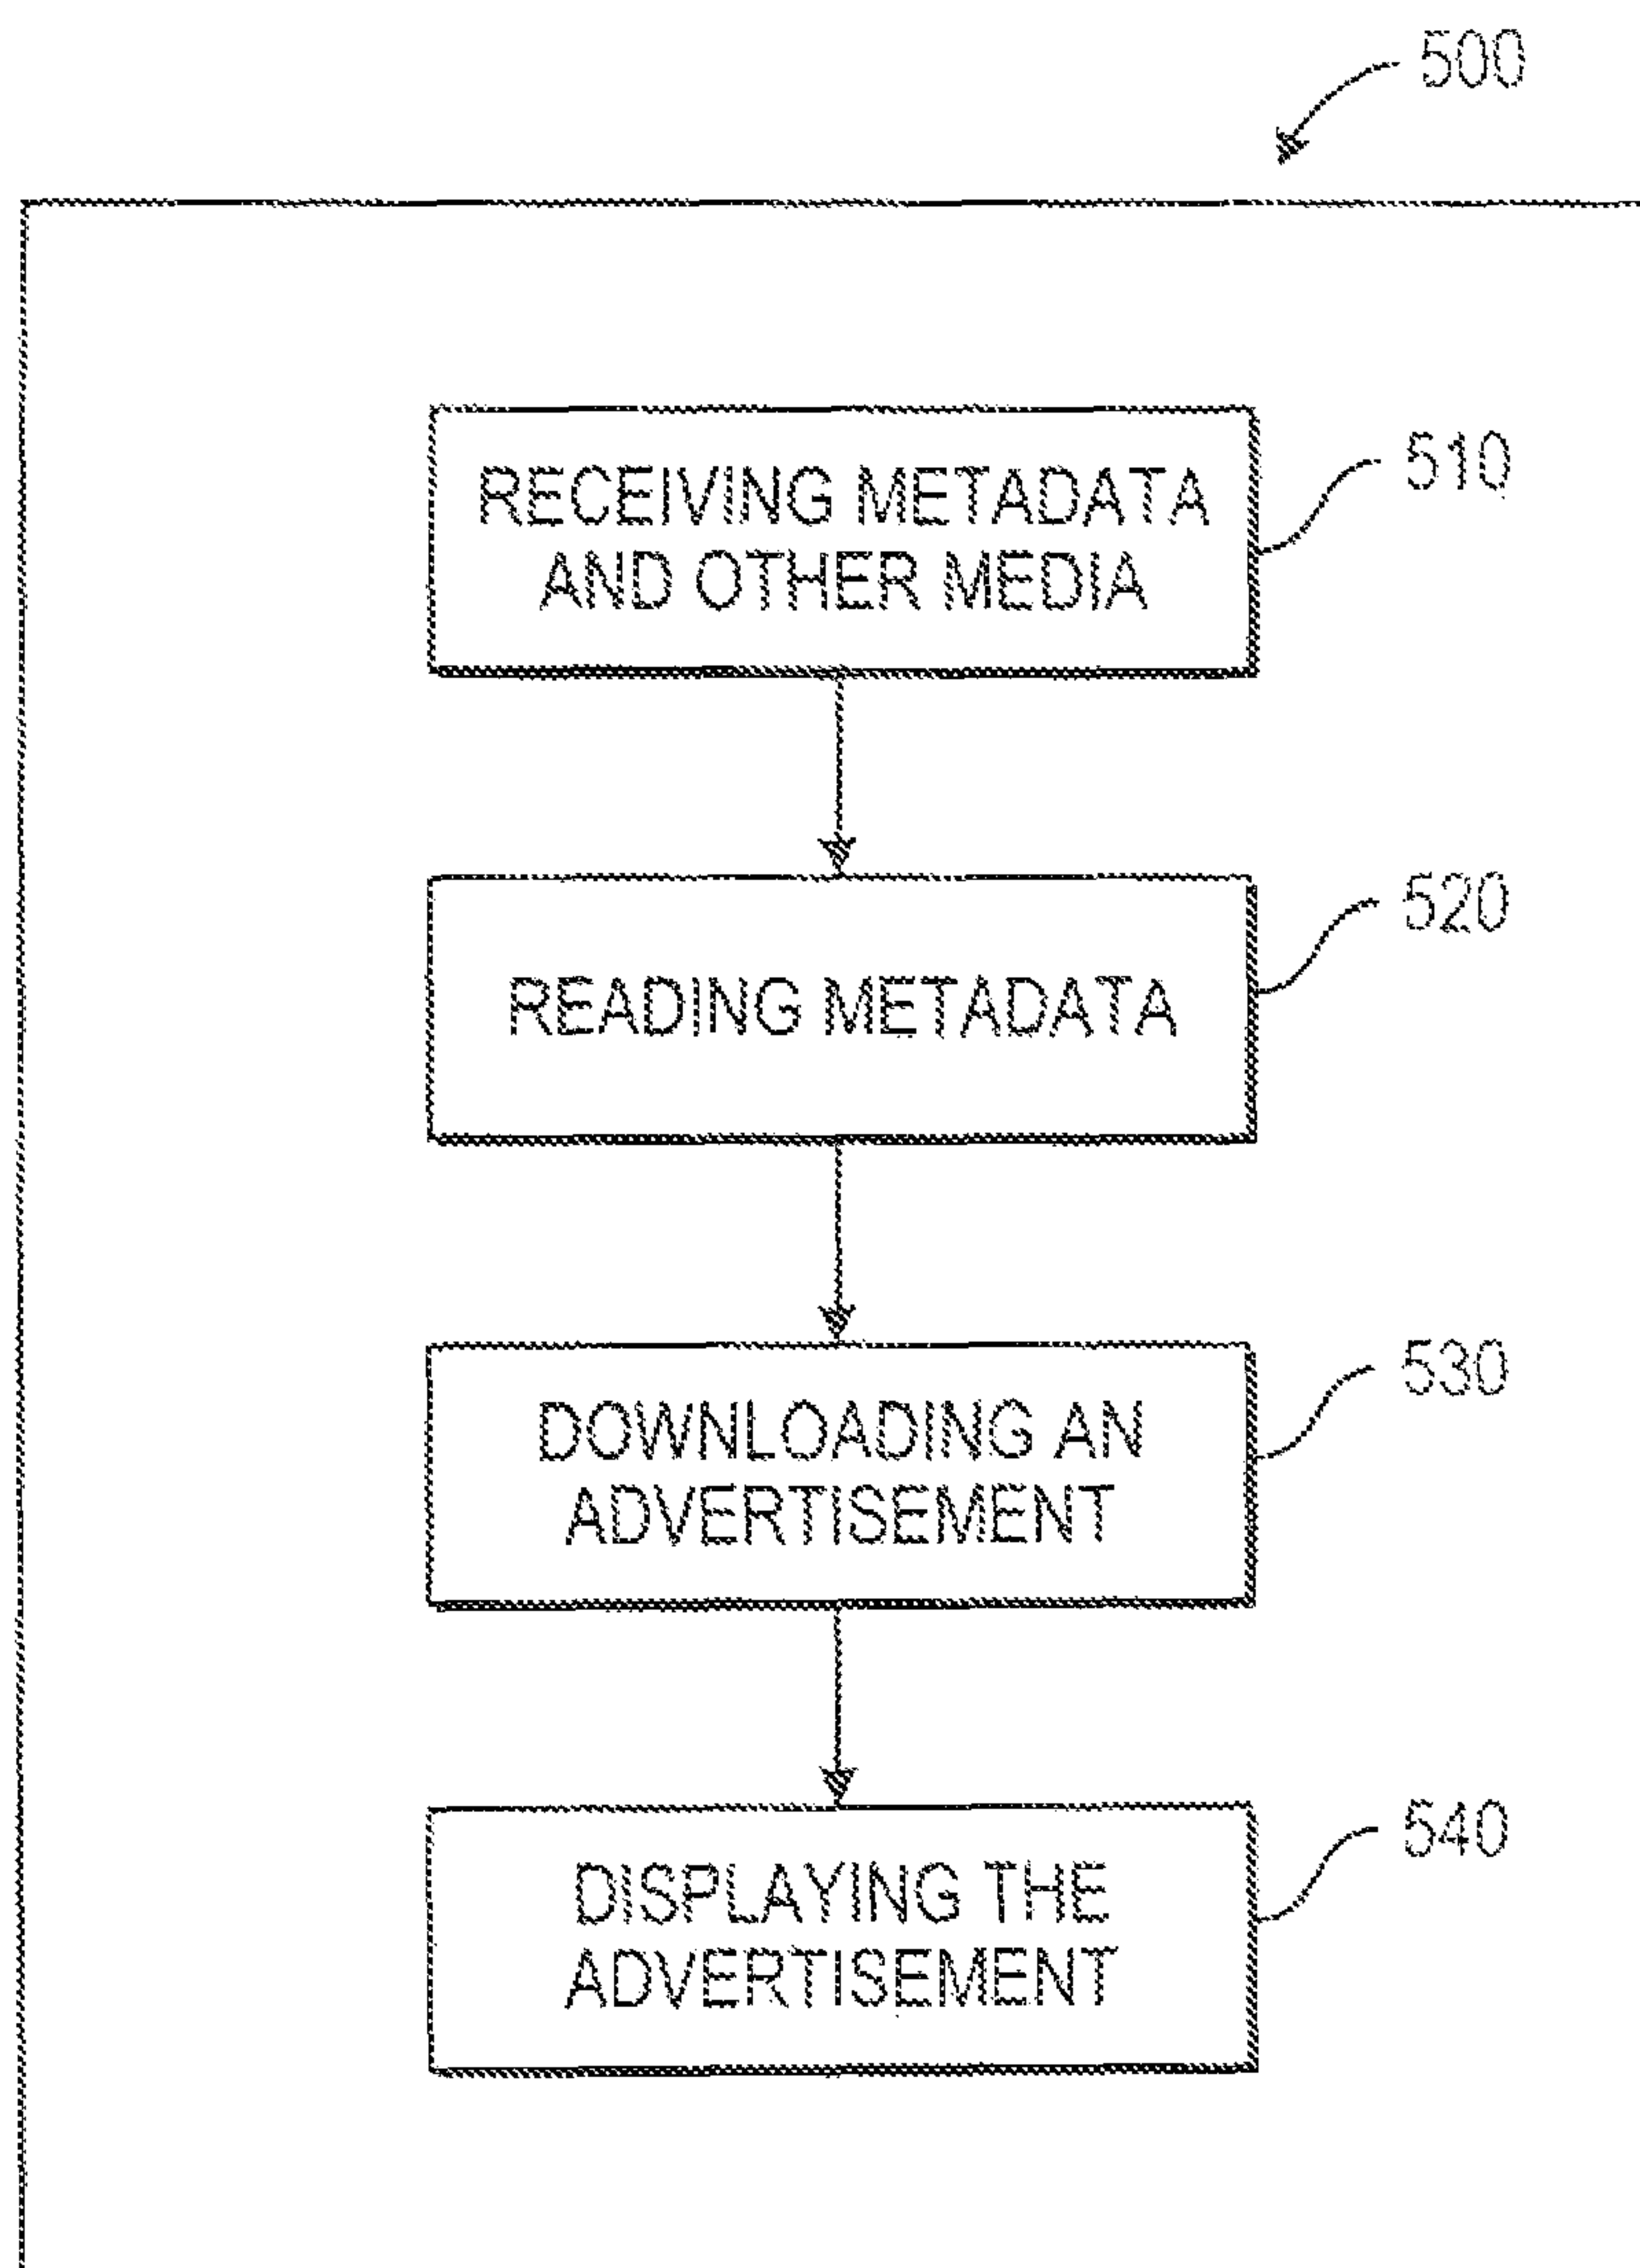 500
RECEIVING METADATA
AND OTHER MEDIA
510
READING METADATA
520
DOWNLOADING AN
ADVERTISEMENT
530
DISPLAYING THE
ADVERTISEMENT
540